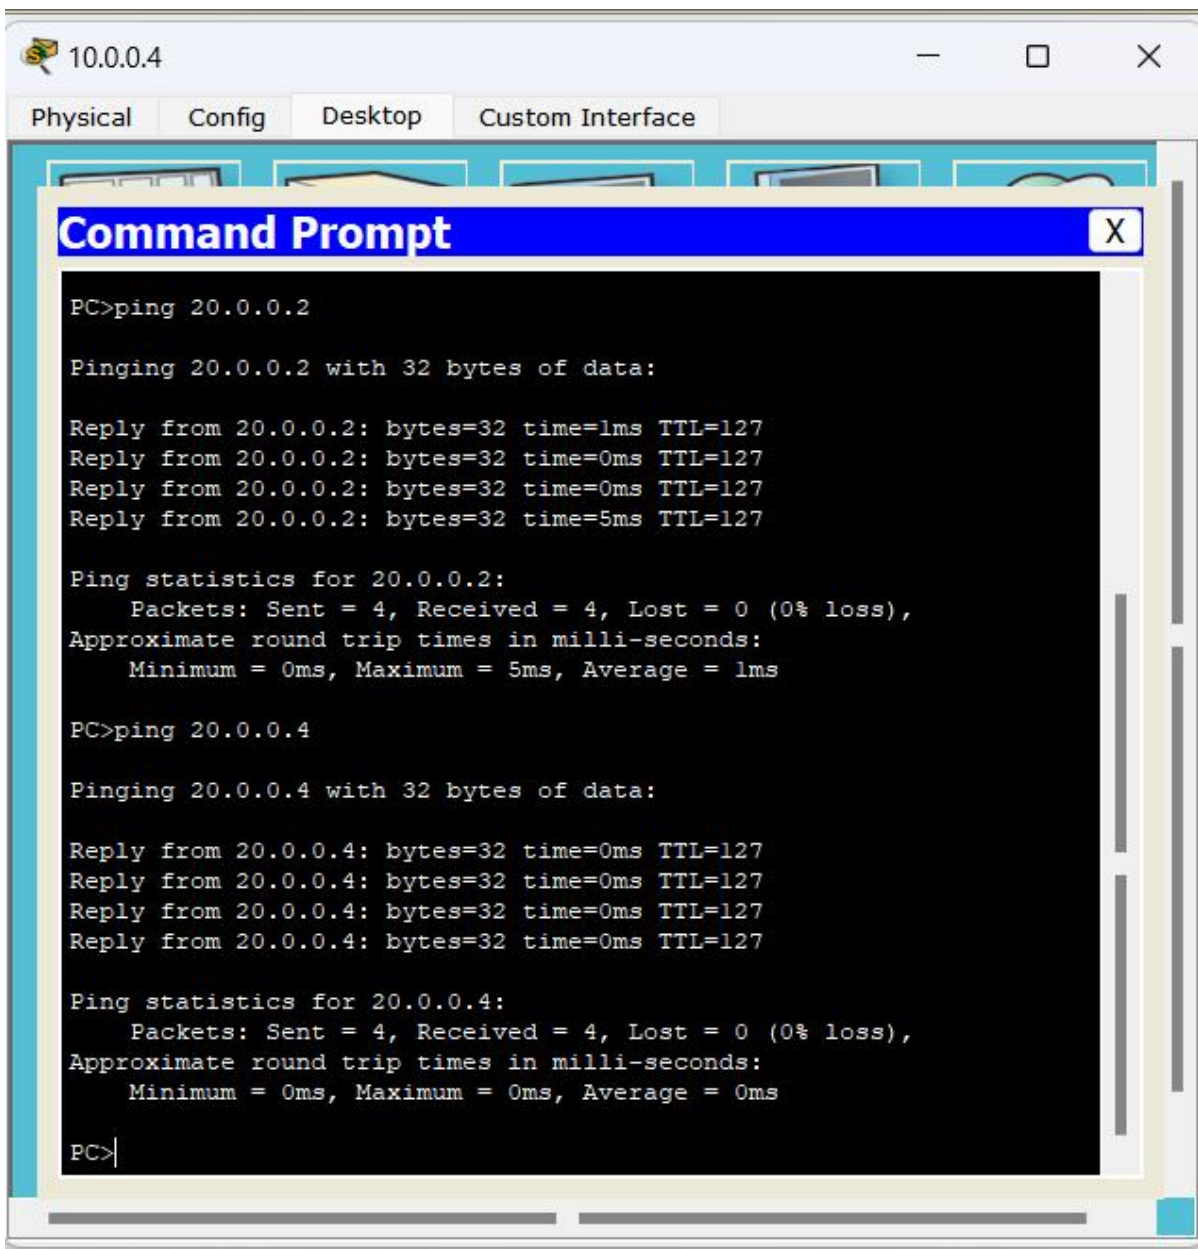 10.0.0.4
Physical Config Desktop Custom Interface
Command Prompt X
PC>ping 20.0.0.2
Pinging 20.0.0.2 with 32 bytes of data:
Reply from 20.0.0.2: bytes=32 time=1ms TTL=127
Reply from 20.0.0.2: bytes=32 time=0ms TTL=127
Reply from 20.0.0.2: bytes=32 time=0ms TTL=127
Reply from 20.0.0.2: bytes=32 time=5ms TTL=127
Ping statistics for 20.0.0.2:
Packets: Sent = 4, Received = 4, Lost = 0 (0% loss),
Approximate round trip times in milli-seconds:
Minimum = 0ms, Maximum = 5ms, Average = 1ms
PC>ping 20.0.0.4
Pinging 20.0.0.4 with 32 bytes of data:
Reply from 20.0.0.4: bytes=32 time=0ms TTL=127
Reply from 20.0.0.4: bytes=32 time=0ms TTL=127
Reply from 20.0.0.4: bytes=32 time=0ms TTL=127
Reply from 20.0.0.4: bytes=32 time=0ms TTL=127
Ping statistics for 20.0.0.4:
Packets: Sent = 4, Received = 4, Lost = 0 (0% loss),
Approximate round trip times in milli-seconds:
Minimum = 0ms, Maximum = 0ms, Average = 0ms
PC>